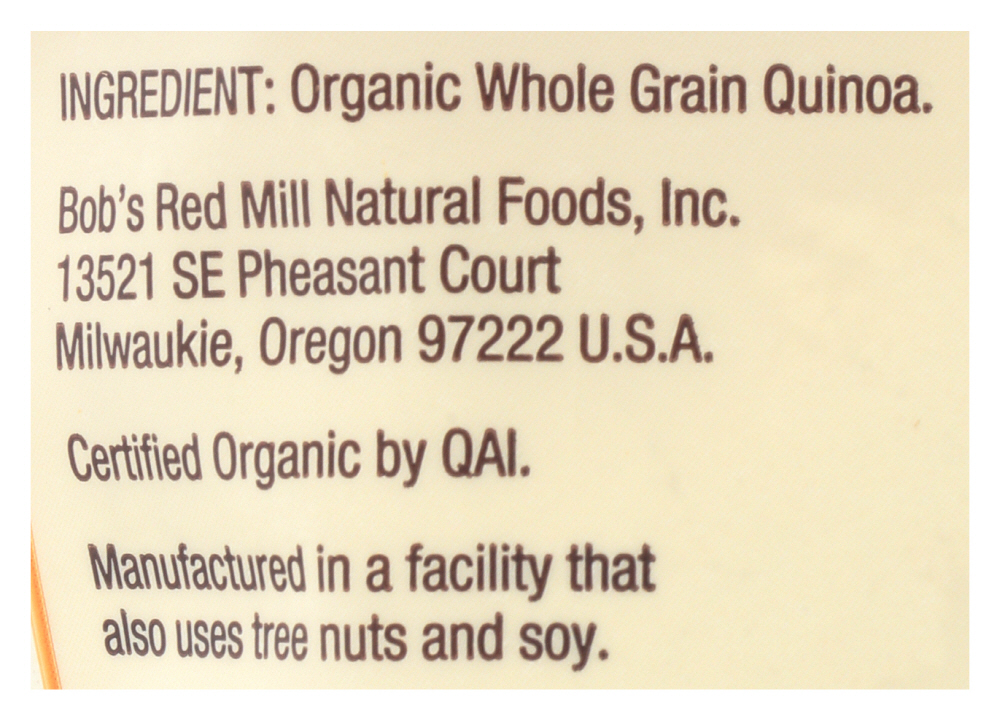 INGREDIENT: Organic Whole Grain Quinoa.
Bob's Red Mill Natural Foods, Inc.
13521 SE Pheasant Court
Milwaukie, Oregon 97222 U.S.A.
Certified Organic by QAI.
Manufactured in a facility that
also uses tree nuts and soy.